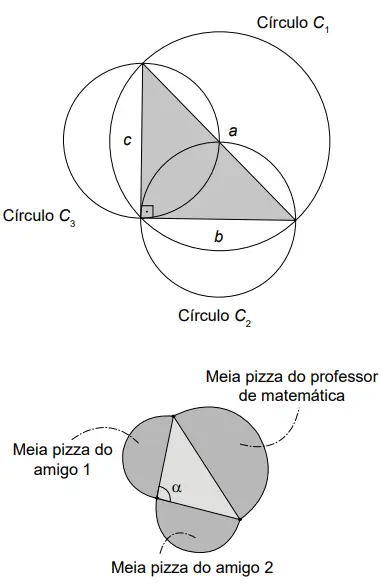 Círculo C₁
c
a
Círculo C₃
b
Círculo C₂
Meia pizza do professor
de matemática
Meia pizza do
amigo 1
α
Meia pizza do amigo 2